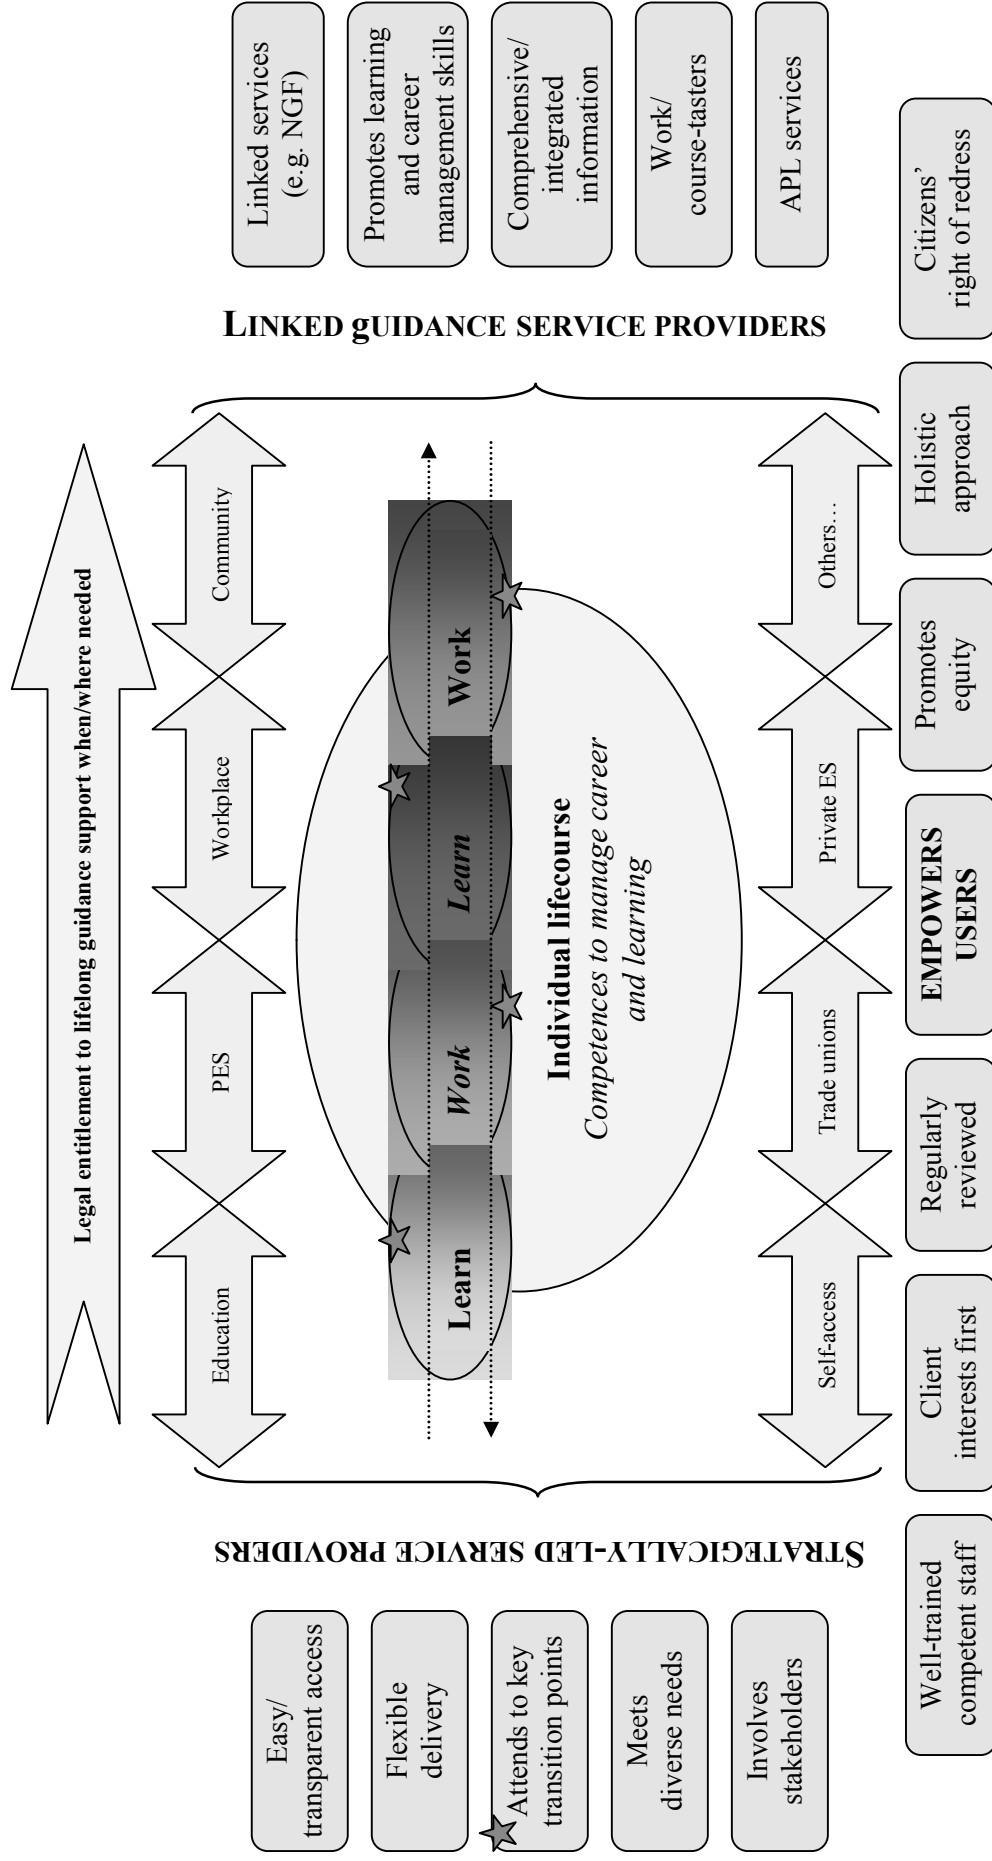 Legal entitlement to lifelong guidance support when/where needed
Education
PES
Workplace
Community
STRATEGICALLY-LED SERVICE PROVIDERS
Easy/
transparent access
Flexible
delivery
Attends to key
transition points
Meets
diverse needs
Involves
stakeholders
Learn
Work
Learn
Work
Individual lifecourse
Competences to manage career
and learning
LINKED gUIDANCE SERVICE PROVIDERS
Linked services
(e.g. NGF)
Promotes learning
and career
management skills
Comprehensive/
integrated
information
Work/
course-tasters
APL services
Self-access
Trade unions
Private ES
Others…
Well-trained
competent staff
Client
interests first
Regularly
reviewed
EMPOWERS
USERS
Promotes
equity
Holistic
approach
Citizens’
right of redress